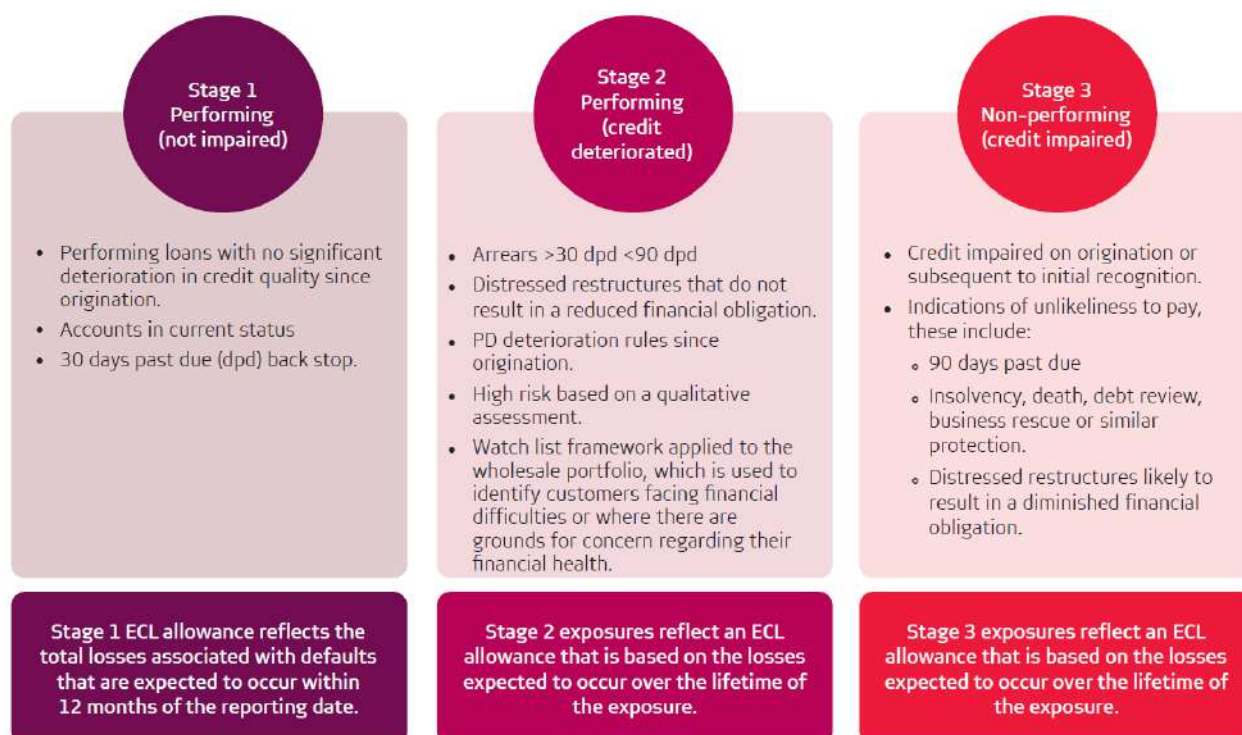 Stage 1
Performing
(not impaired)
• Performing loans with no significant
deterioration in credit quality since
origination.
• Accounts in current status
• 30 days past due (dpd) back stop.
Stage 1 ECL allowance reflects the
total losses associated with defaults
that are expected to occur within
12 months of the reporting date.
Stage 2
Performing
(credit
deteriorated)
• Arrears >30 dpd <90 dpd
• Distressed restructures that do not
result in a reduced financial obligation.
• PD deterioration rules since
origination.
• High risk based on a qualitative
assessment.
• Watch list framework applied to the
wholesale portfolio, which is used to
identify customers facing financial
difficulties or where there are
grounds for concern regarding their
financial health.
Stage 2 exposures reflect an ECL
allowance that is based on the losses
expected to occur over the lifetime of
the exposure.
Stage 3
Non-performing
(credit impaired)
• Credit impaired on origination or
subsequent to initial recognition.
• Indications of unlikeliness to pay,
these include:
∘ 90 days past due
∘ Insolvency, death, debt review,
business rescue or similar
protection.
∘ Distressed restructures likely to
result in a diminished financial
obligation.
Stage 3 exposures reflect an ECL
allowance that is based on the losses
expected to occur over the lifetime of
the exposure.